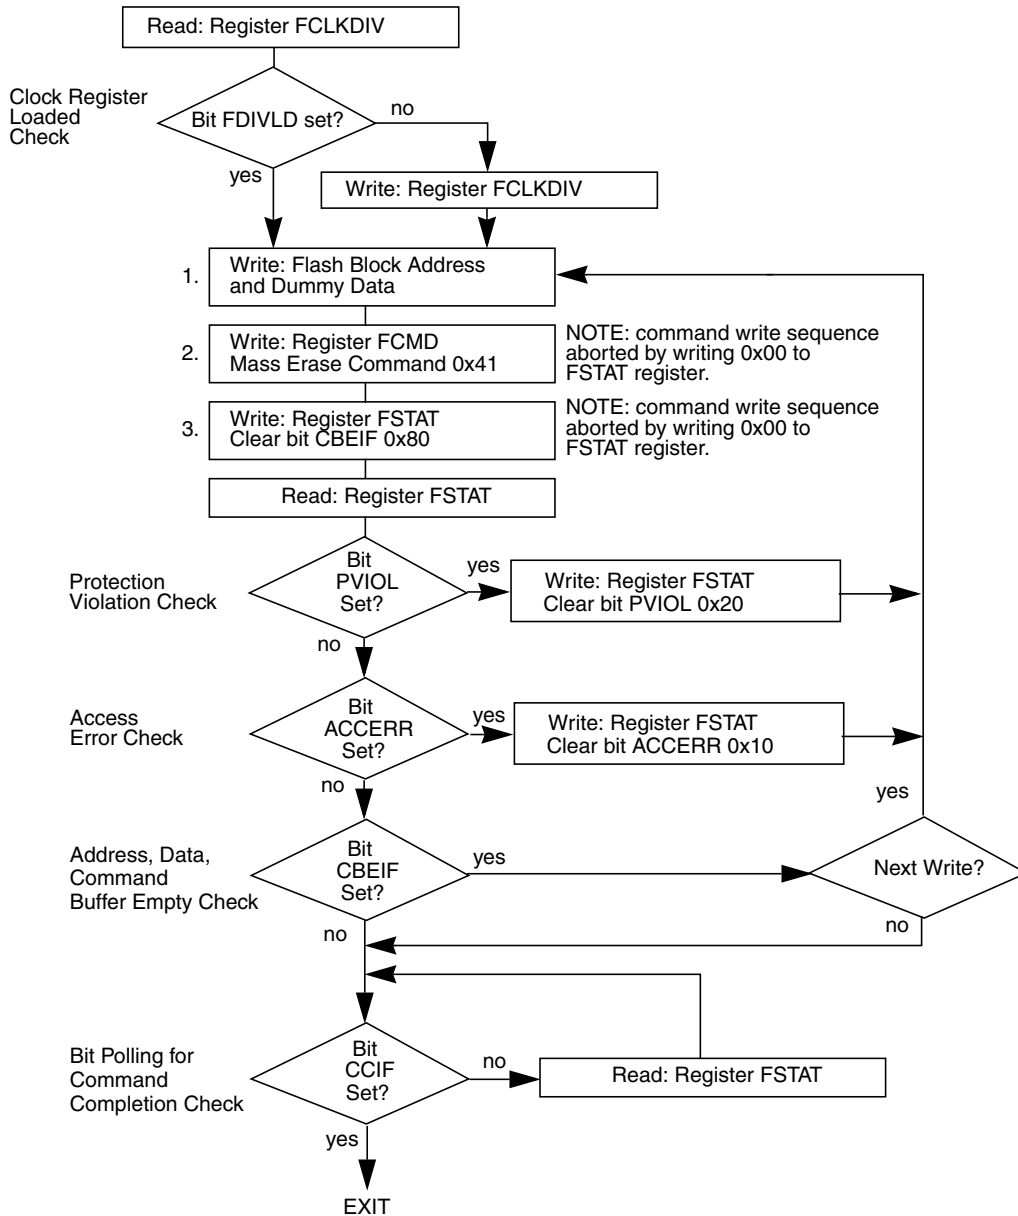 Read: Register FCLKDIV
Clock Register
Loaded
Check
Bit FDIVLD set?
no
yes
Write: Register FCLKDIV
1.
Write: Flash Block Address
and Dummy Data
2.
Write: Register FCMD
Mass Erase Command 0x41
NOTE: command write sequence
aborted by writing 0x00 to
FSTAT register.
3.
Write: Register FSTAT
Clear bit CBEIF 0x80
NOTE: command write sequence
aborted by writing 0x00 to
FSTAT register.
Read: Register FSTAT
Protection
Violation Check
Bit
PVIOL
Set?
yes
Write: Register FSTAT
Clear bit PVIOL 0x20
no
Access
Error Check
Bit
ACCERR
Set?
yes
Write: Register FSTAT
Clear bit ACCERR 0x10
no
yes
Address, Data,
Command
Buffer Empty Check
Bit
CBEIF
Set?
yes
Next Write?
no
no
Bit Polling for
Command
Completion Check
Bit
CCIF
Set?
no
Read: Register FSTAT
yes
EXIT